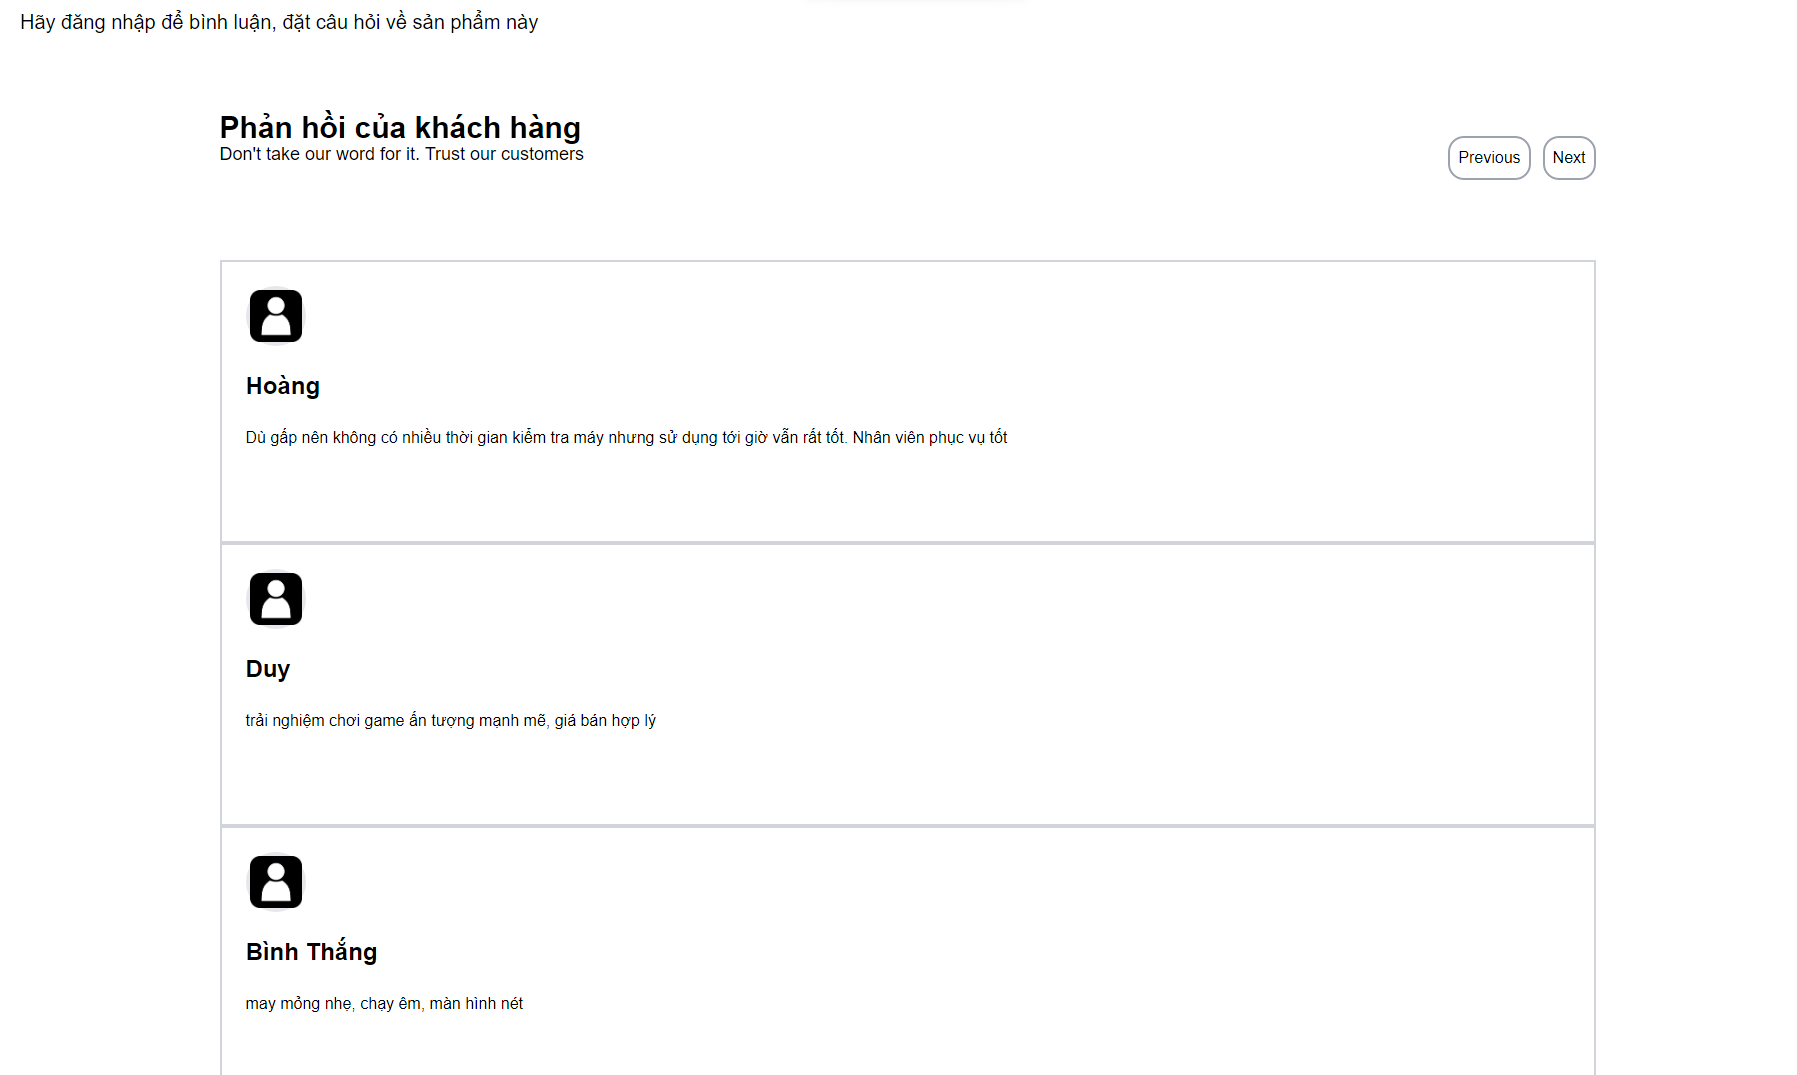 Hãy đăng nhập để bình luận, đặt câu hỏi về sản phẩm này
Phản hồi của khách hàng
Don't take our word for it. Trust our customers
Previous
Next
Hoàng
Dù gấp nên không có nhiều thời gian kiểm tra máy nhưng sử dụng tới giờ vẫn rất tốt. Nhân viên phục vụ tốt
Duy
trải nghiệm chơi game ấn tượng mạnh mẽ, giá bán hợp lý
Bình Thắng
may mỏng nhẹ, chạy êm, màn hình nét